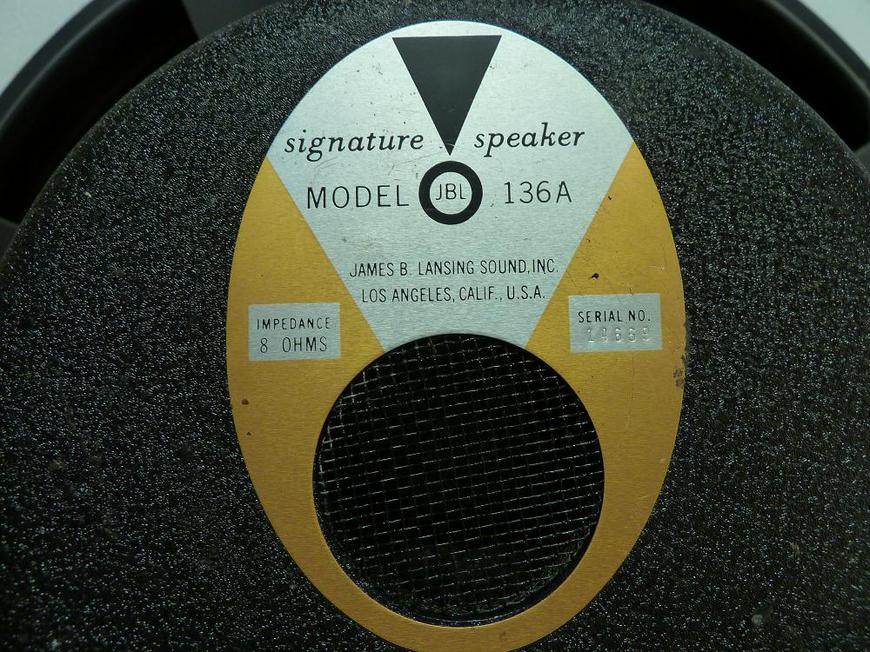 signature speaker
MODEL JBL 136A
JAMES B. LANSING SOUND, INC.
LOS ANGELES, CALIF., U.S.A.
IMPEDANCE
8 OHMS
SERIAL NO.